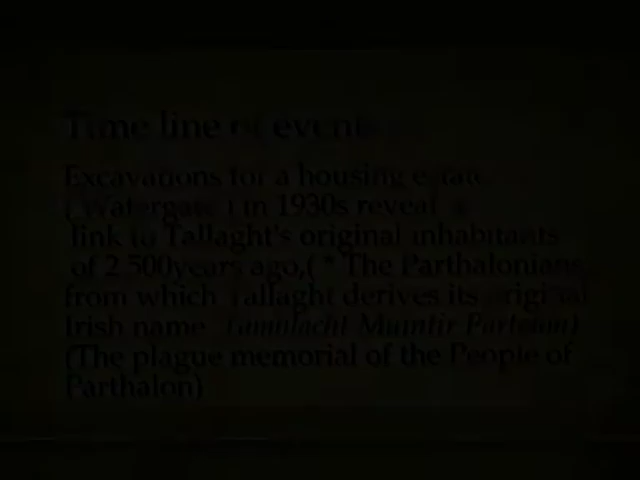 Time line of events
Excavations for a housing estate
(Watergate) in 1930s reveal a
link to Tallaght's original inhabitants
of 2,500years ago,( * The Parthalonians
from which Tallaght derives its original
Irish name Muintir
(The plague memorial of the People of
Parthalon)